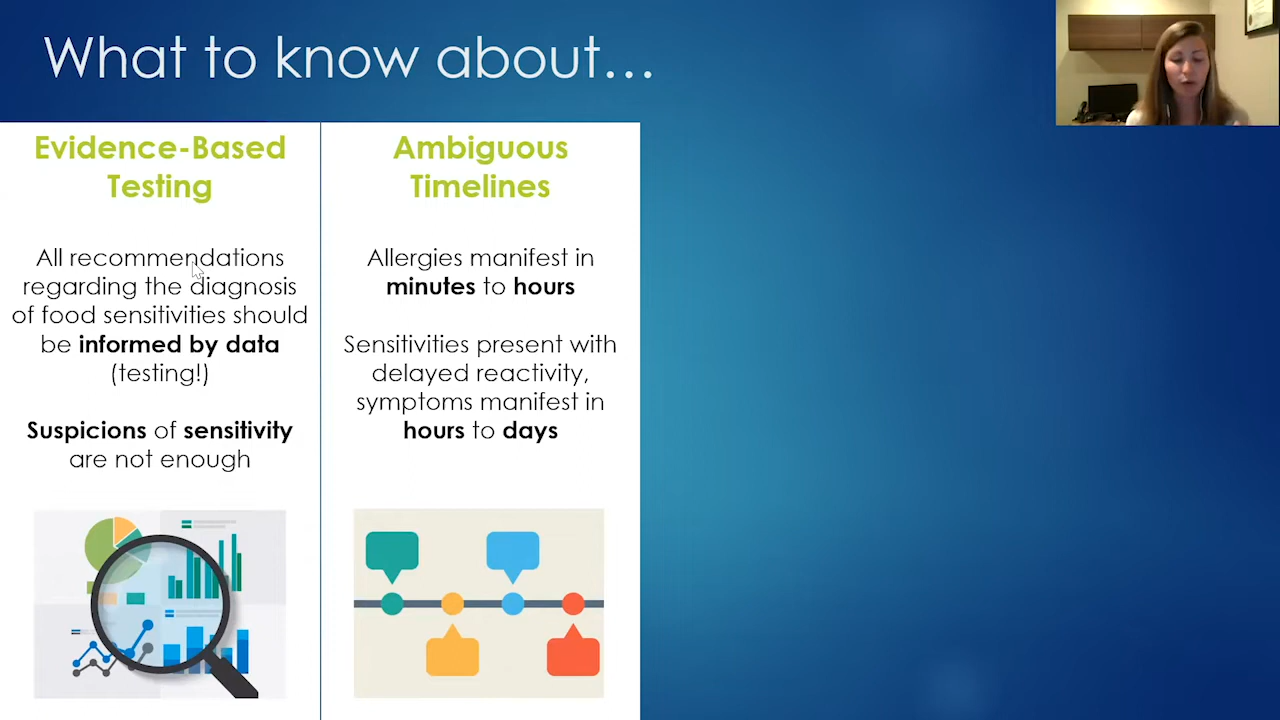 What to know about...
Evidence-Based
Testing
All recommendations
regarding the diagnosis
of food sensitivities should
be informed by data
(testing!)
Suspicions of sensitivity
are not enough
Ambiguous
Timelines
Allergies manifest in
minutes to hours
Sensitivities present with
delayed reactivity,
symptoms manifest in
hours to days